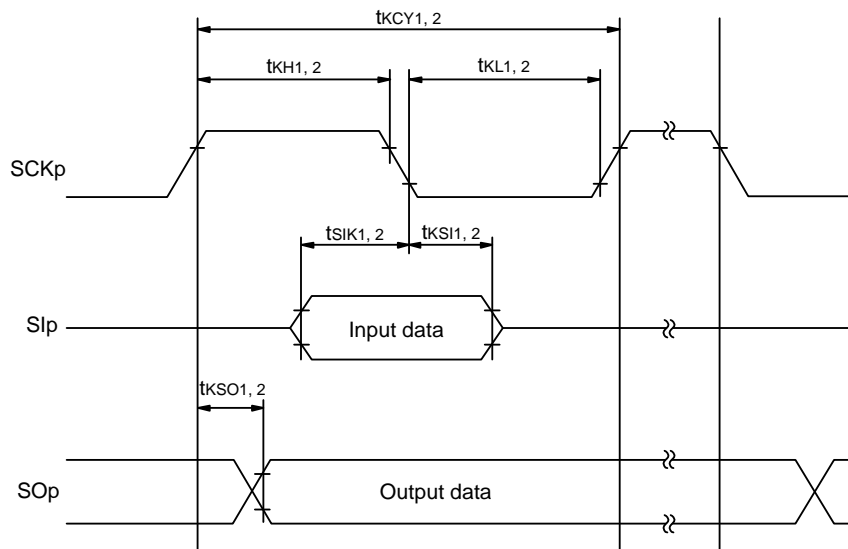 tKCY1, 2
tKH1, 2
tKL1, 2
SCKp
tSIK1, 2
tKSI1, 2
SIp
Input data
tKSO1, 2
SOp
Output data